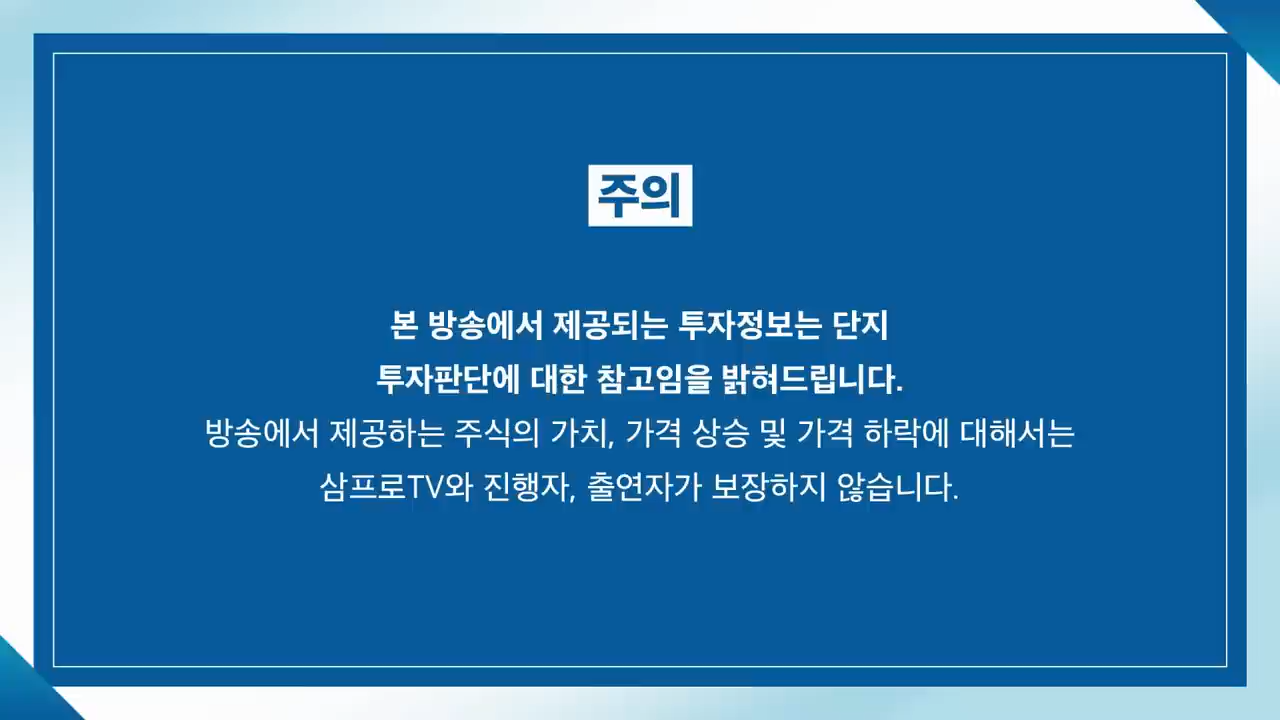 주의
본 방송에서 제공되는 투자정보는 단지
투자판단에 대한 참고임을 밝혀드립니다.
방송에서 제공하는 주식의 가치, 가격 상승 및 가격 하락에 대해서는
삼프로TV와 진행자, 출연자가 보장하지 않습니다.